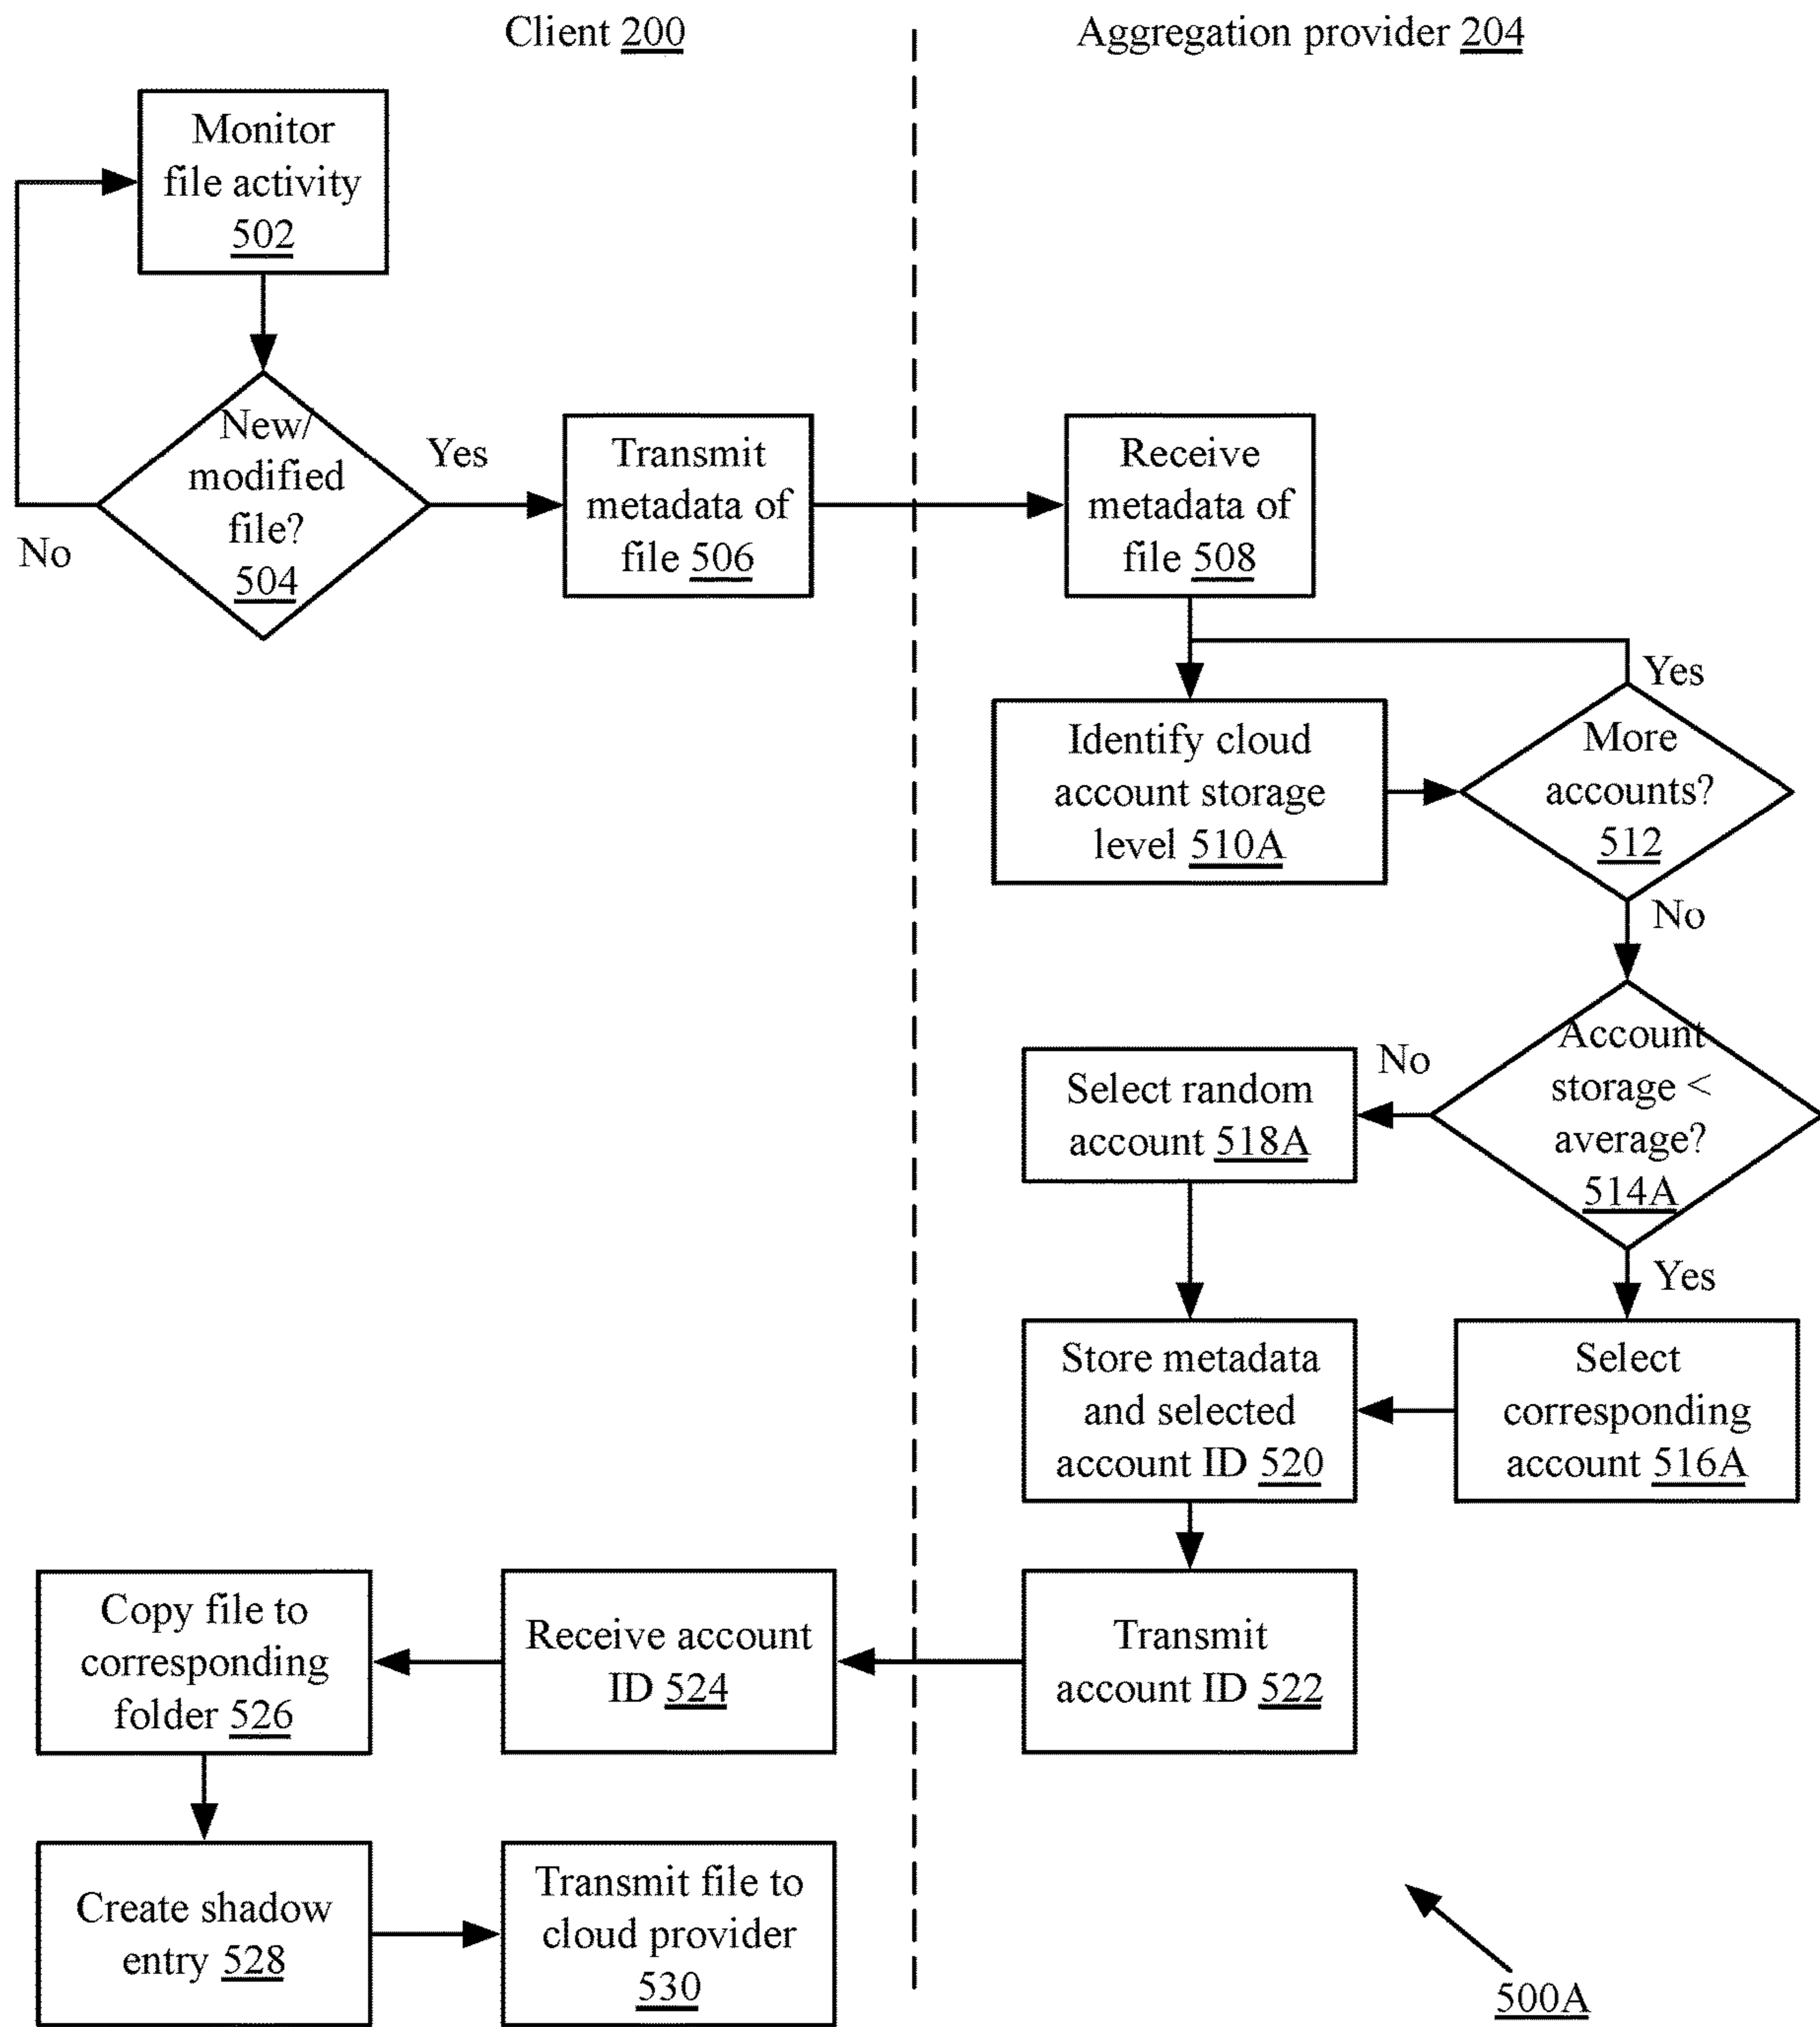 Client 200
Aggregation provider 204
Monitor
file activity
502
New/
modified
file?
504
Yes
No
Transmit
metadata of
file 506
Receive
metadata of
file 508
Identify cloud
account storage
level 510A
Yes
More
accounts?
512
No
Account
storage <
average?
514A
No
Select random
account 518A
Yes
Select
corresponding
account 516A
Store metadata
and selected
account ID 520
Transmit
account ID 522
Receive account
ID 524
Copy file to
corresponding
folder 526
Create shadow
entry 528
Transmit file to
cloud provider
530
500A